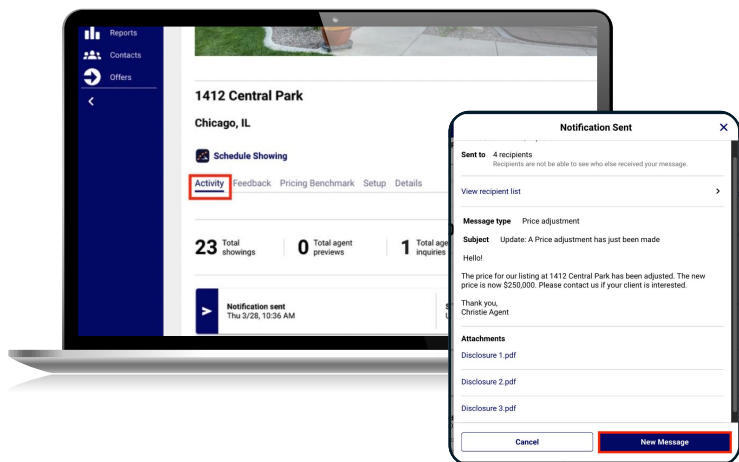 Reports
Contacts
Offers
1412 Central Park
Chicago, IL
Schedule Showing
Activity Feedback Pricing Benchmark Setup Details
23 Total showings
0 Total agent previews
1 Total age inquiries
Notification sent
Thu 3/28, 10:36 AM
Notification Sent
Sent to 4 recipients
Recipients are not be able to see who else received your message.
View recipient list
Message type Price adjustment
Subject Update: A Price adjustment has just been made
Hello!
The price for our listing at 1412 Central Park has been adjusted. The new
price is now $250,000. Please contact us if your client is interested.
Thank you,
Christie Agent
Attachments
Disclosure 1.pdf
Disclosure 2.pdf
Disclosure 3.pdf
Cancel
New Message